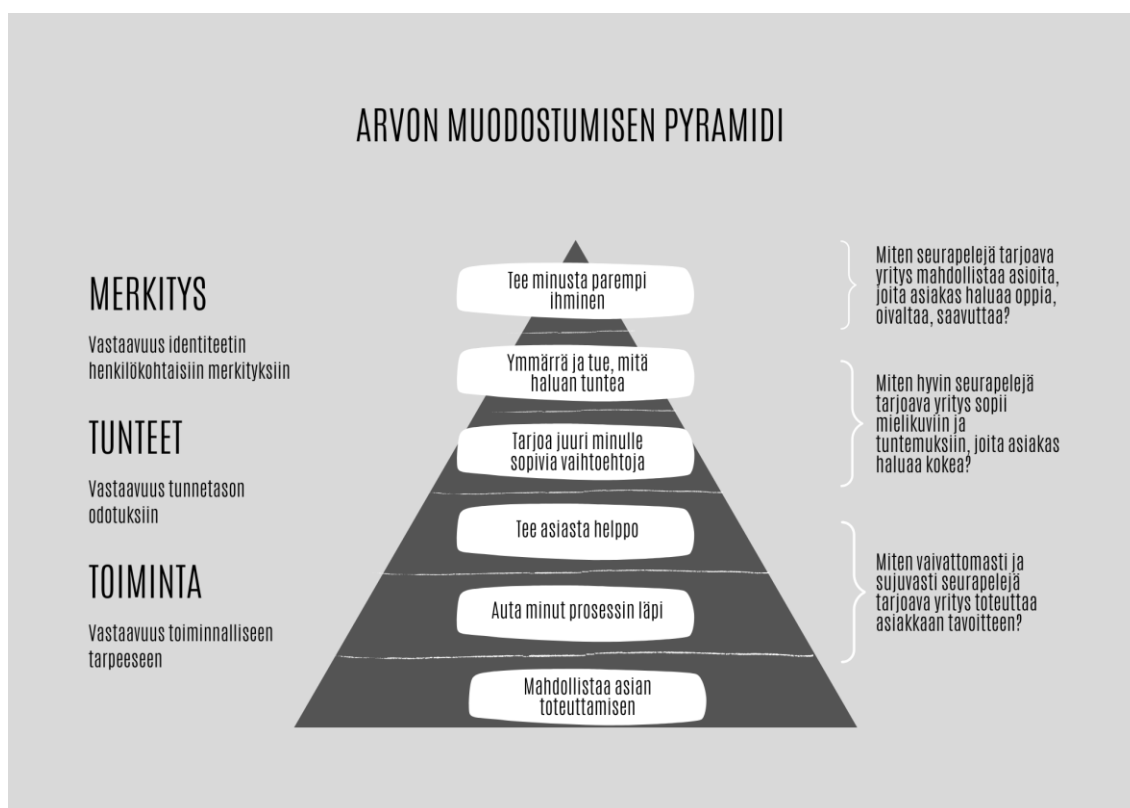 ARVON MUODOSTUMISEN PYRAMIDI
MERKITYS
Vastaavuus identiteetin
henkilökohtaisiin merkityksiin
TUNTEET
Vastaavuus tunnetason
odotuksiin
TOIMINTA
Vastaavuus toiminnalliseen
tarpeeseen
Tee minusta parempi
ihminen
Ymmärrä ja tue, mitä
haluan tuntea
Tarjoa juuri minulle
sopivia vaihtoehtoja
Tee asiasta helppo
Auta minut prosessin läpi
Mahdollistaa asian
toteuttamisen
Miten seurapelejä tarjoava
yritys mahdollistaa asioita,
joita asiakas haluaa oppia,
oivaltaa, saavuttaa?
Miten hyvin seurapelejä
tarjoava yritys sopii
mielikuviin ja
tuntemuksiin, joita asiakas
haluaa kokea?
Miten vaivattomasti ja
sujuvasti seurapelejä
tarjoava yritys toteuttaa
asiakkaan tavoitteen?